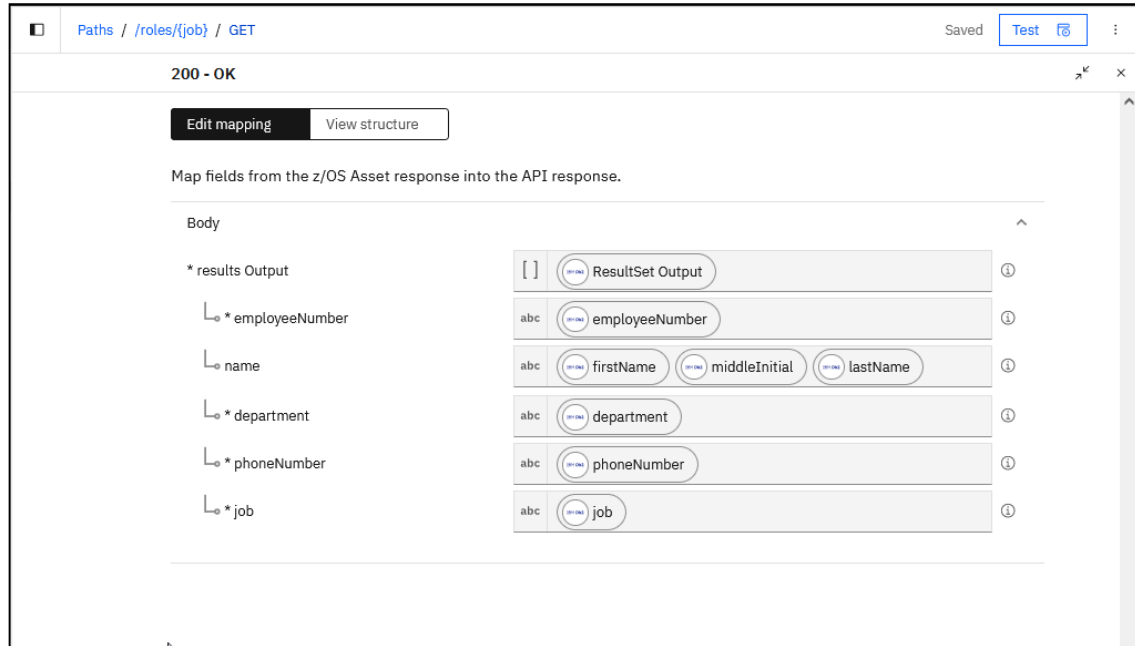 Paths / /roles/{job} / GET Saved Test
200 - OK
Edit mapping View structure
Map fields from the z/OS Asset response into the API response.
Body
* results Output [ ] ResultSet Output
* employeeNumber abc employeeNumber
name abc firstName middleInitial lastName
* department abc department
* phoneNumber abc phoneNumber
* job abc job